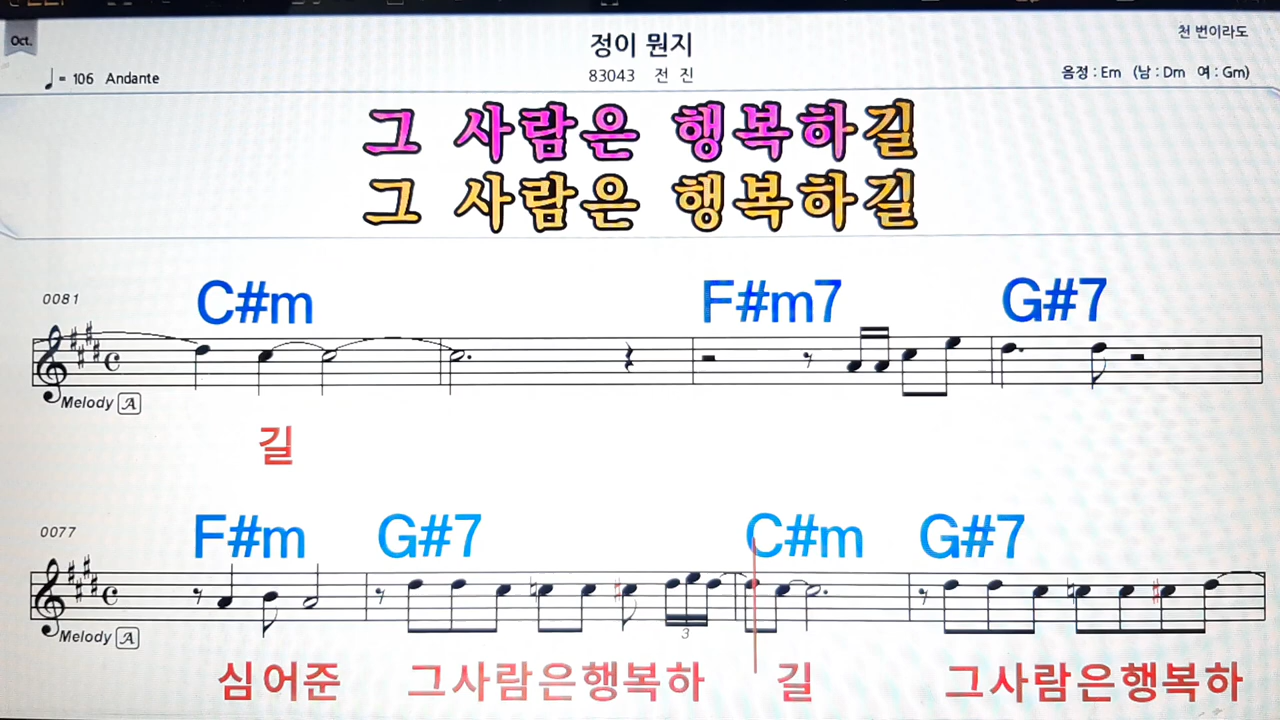 Oct.
정이 뭔지
천 번이라도
♩= 106 Andante
83043 전 진
음정 : Em (남 : Dm 여 : Gm)
그 사람은 행복하길
그 사람은 행복하길
0081
C#m F#m7 G#7
Melody A
길
0077
F#m G#7 C#m G#7
3
Melody A
심어준 그사람은행복하 길 그사람은행복하